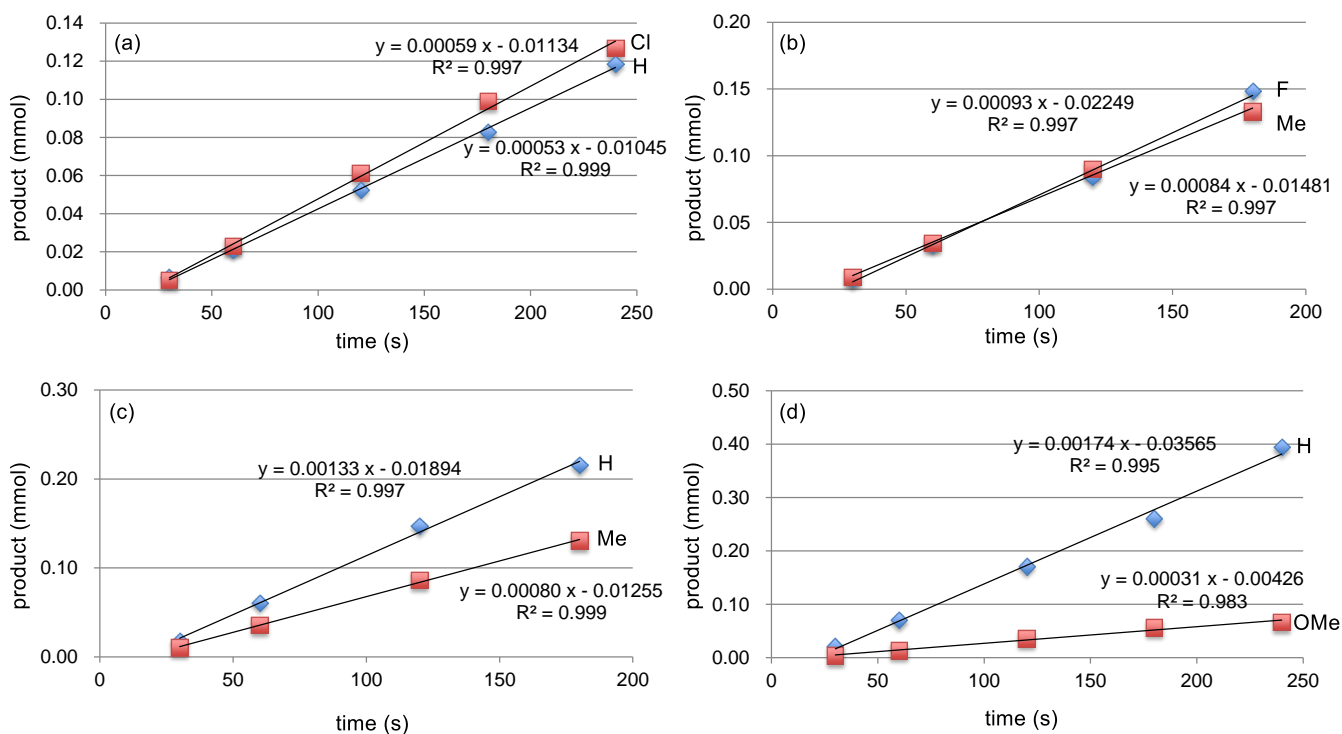 (a)
y = 0.00059 x - 0.01134
R² = 0.997
Cl
H
y = 0.00053 x - 0.01045
R² = 0.999
0.14
0.12
0.10
0.08
0.06
0.04
0.02
0.00
product (mmol)
0 50 100 150 200 250
time (s)
(b)
y = 0.00093 x - 0.02249
R² = 0.997
F
Me
y = 0.00084 x - 0.01481
R² = 0.997
0.20
0.15
0.10
0.05
0.00
product (mmol)
0 50 100 150 200
time (s)
(c)
y = 0.00133 x - 0.01894
R² = 0.997
H
Me
y = 0.00080 x - 0.01255
R² = 0.999
0.30
0.20
0.10
0.00
product (mmol)
0 50 100 150 200
time (s)
(d)
y = 0.00174 x - 0.03565
R² = 0.995
H
y = 0.00031 x - 0.00426
R² = 0.983
OMe
0.50
0.40
0.30
0.20
0.10
0.00
product (mmol)
0 50 100 150 200 250
time (s)